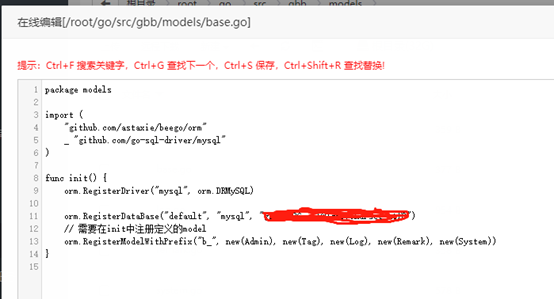 根目录 root go src gbb models
在线编辑[/root/go/src/gbb/models/base.go]
提示：Ctrl+F 搜索关键字，Ctrl+G 查找下一个，Ctrl+S 保存，Ctrl+Shift+R 查找替换!
1 package models
2
3 import (
4 "github.com/astaxie/beego/orm"
5 _ "github.com/go-sql-driver/mysql"
6 )
7
8 func init() {
9 orm.RegisterDriver("mysql", orm.DRMySQL)
10
11 orm.RegisterDataBase("default", "mysql", " ")
12 // 需要在init中注册定义的model
13 orm.RegisterModelWithPrefix("b_", new(Admin), new(Tag), new(Log), new(Remark), new(System))
14 }
15